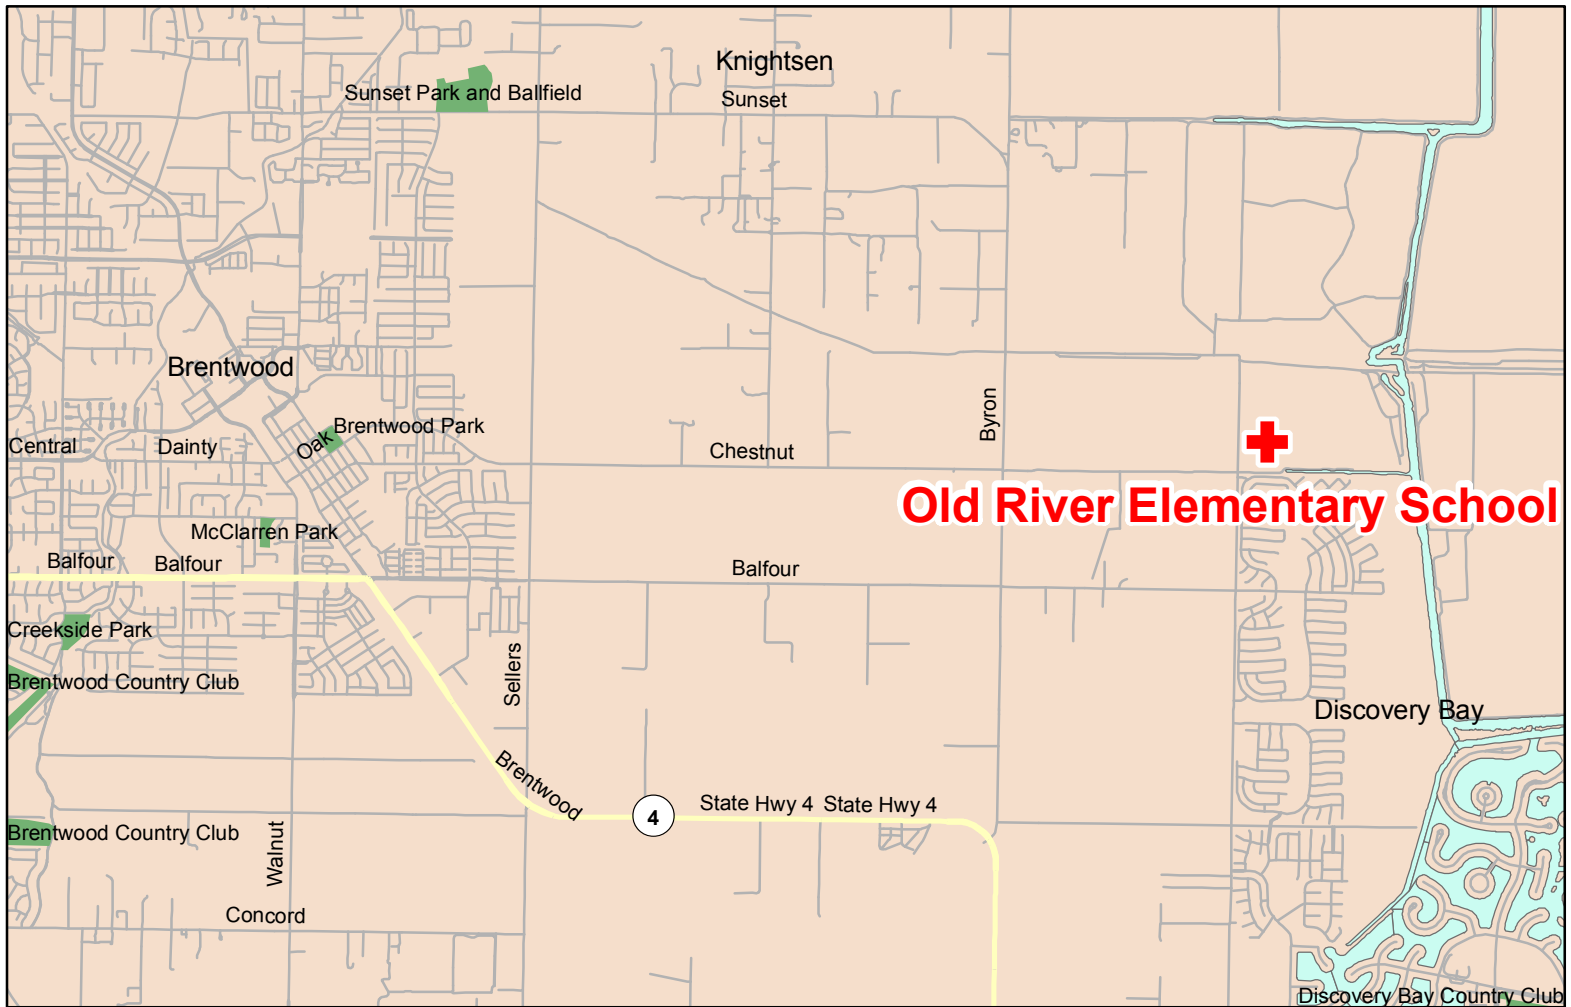 Knightsen
Sunset Park and Ballfield
Sunset
Brentwood
Byron
Brentwood Park
Oak
Central
Dainty
Chestnut
Old River Elementary School
McClarren Park
Balfour
Balfour
Balfour
Creekside Park
Sellers
Brentwood Country Club
Discovery Bay
Brentwood
State Hwy 4
State Hwy 4
4
Brentwood Country Club
Walnut
Concord
Discovery Bay Country Club